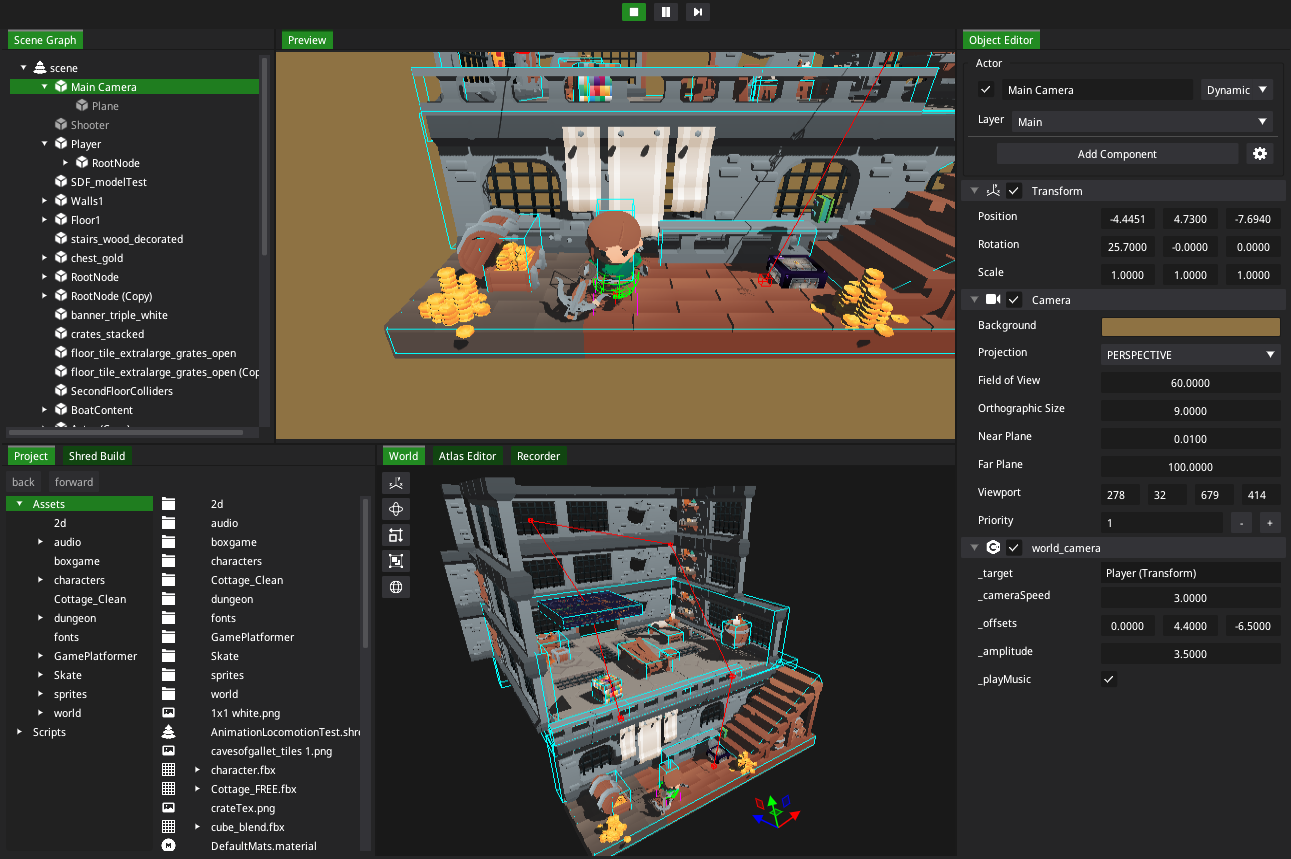 Scene Graph
scene
Main Camera
Plane
Shooter
Player
RootNode
SDF_modelTest
Walls1
Floor1
stairs_wood_decorated
chest_gold
RootNode
RootNode (Copy)
banner_triple_white
crates_stacked
floor_tile_extralarge_grates_open
floor_tile_extralarge_grates_open (Cop
SecondFloorColliders
BoatContent
Preview
Object Editor
Actor
Main Camera Dynamic
Layer Main
Add Component
Transform
Position -4.4451 4.7300 -7.6940
Rotation 25.7000 -0.0000 0.0000
Scale 1.0000 1.0000 1.0000
Camera
Background
Projection PERSPECTIVE
Field of View 60.0000
Orthographic Size 9.0000
Near Plane 0.0100
Far Plane 100.0000
Viewport 278 32 679 414
Priority 1 - +
world_camera
_target Player (Transform)
_cameraSpeed 3.0000
_offsets 0.0000 4.4000 -6.5000
_amplitude 3.5000
_playMusic
Project Shred Build
back forward
Assets
2d
audio
boxgame
characters
Cottage_Clean
dungeon
fonts
GamePlatformer
Skate
sprites
world
Scripts
2d
audio
boxgame
characters
Cottage_Clean
dungeon
fonts
GamePlatformer
Skate
sprites
world
1x1 white.png
AnimationLocomotionTest.shre
cavesofgallet_tiles 1.png
character.fbx
Cottage_FREE.fbx
crateTex.png
cube_blend.fbx
DefaultMats.material
World Atlas Editor Recorder